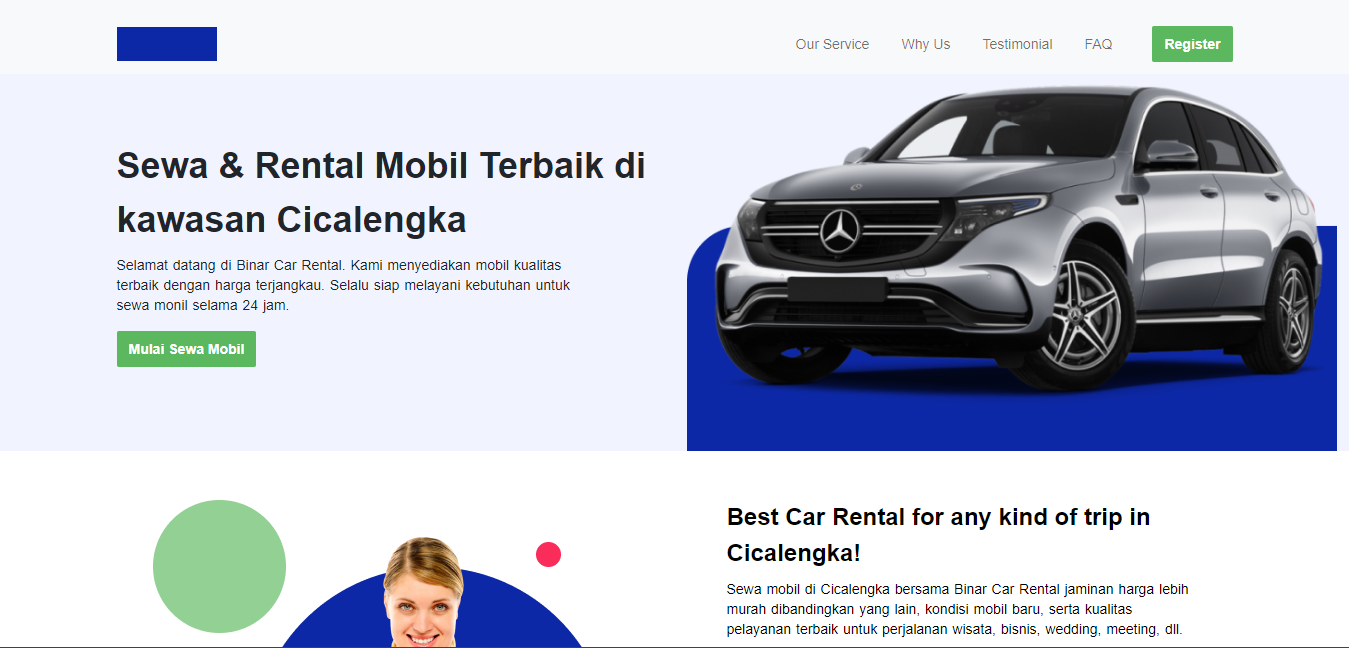 Our Service
Why Us
Testimonial
FAQ
Register
Sewa & Rental Mobil Terbaik di
kawasan Cicalengka
Selamat datang di Binar Car Rental. Kami menyediakan mobil kualitas
terbaik dengan harga terjangkau. Selalu siap melayani kebutuhan untuk
sewa monil selama 24 jam.
Mulai Sewa Mobil
Best Car Rental for any kind of trip in
Cicalengka!
Sewa mobil di Cicalengka bersama Binar Car Rental jaminan harga lebih
murah dibandingkan yang lain, kondisi mobil baru, serta kualitas
pelayanan terbaik untuk perjalanan wisata, bisnis, wedding, meeting, dll.